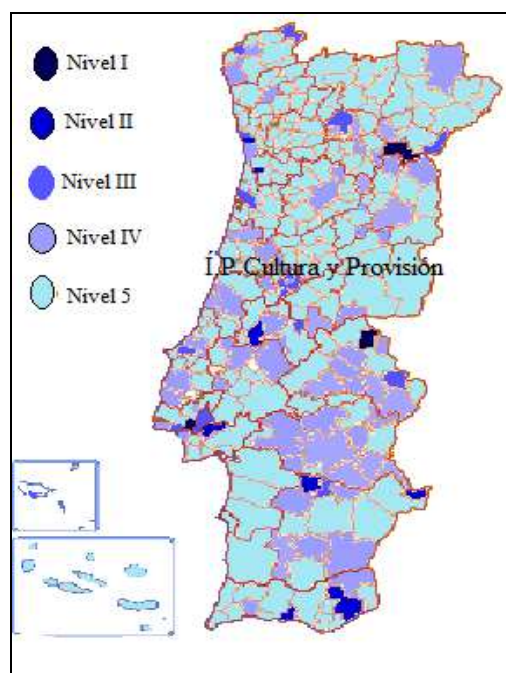 Nivel I
Nivel II
Nivel III
Nivel IV
Í.P Cultura y Provisión
Nivel 5